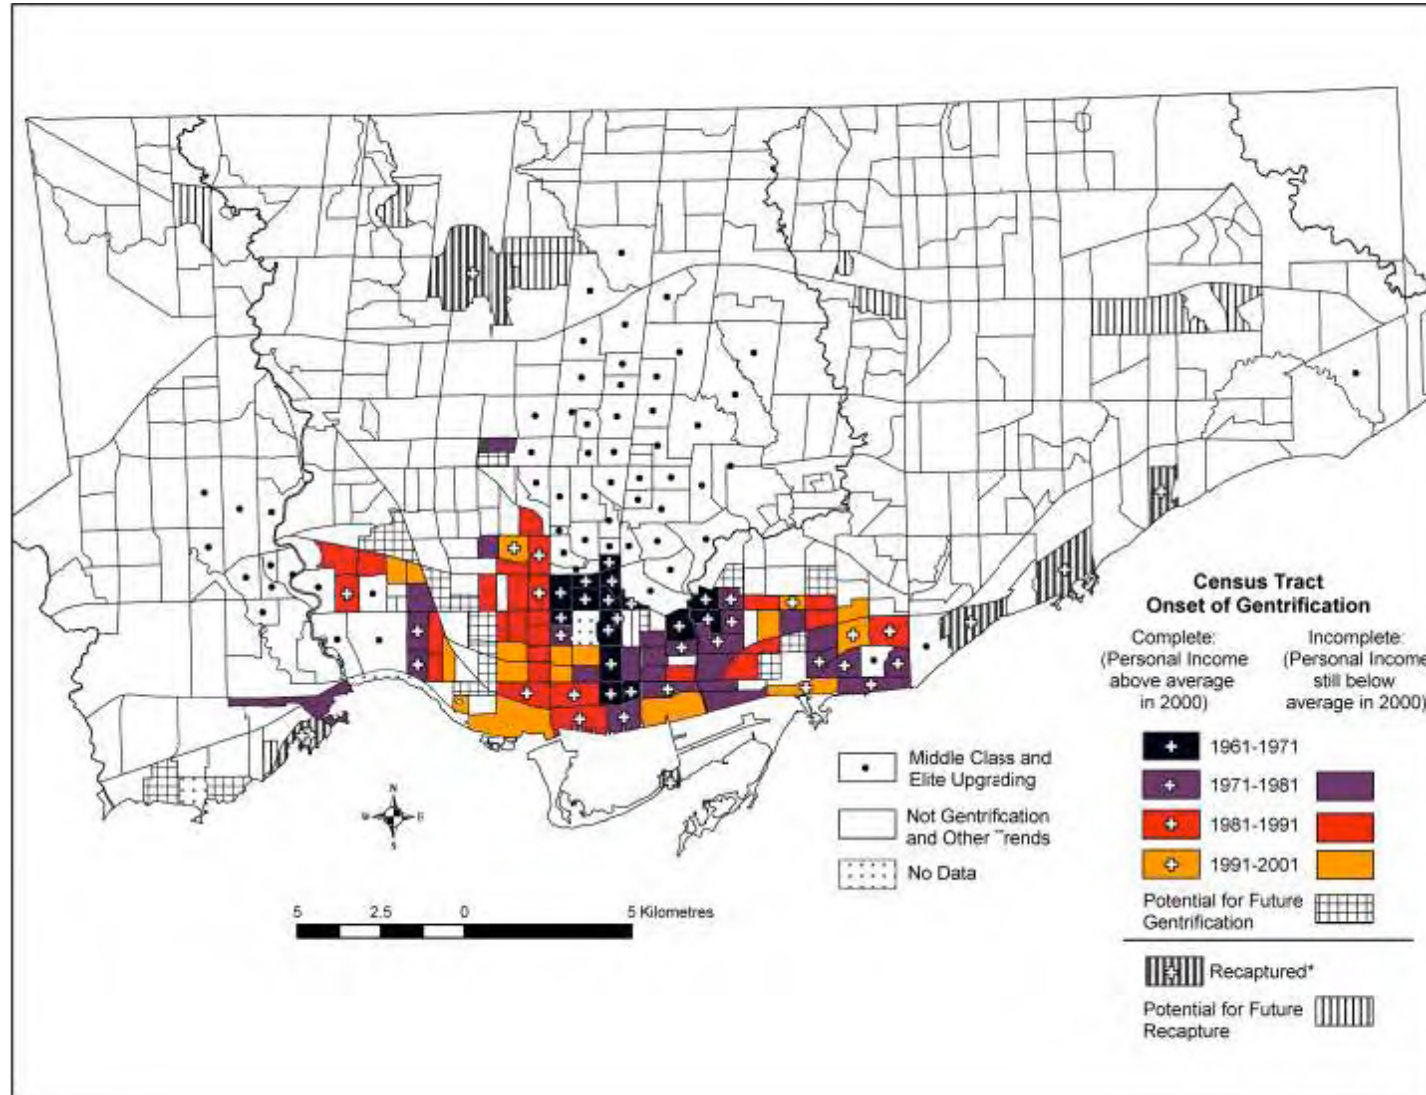 Census Tract
Onset of Gentrification
Complete:
(Personal Income
above average
in 2000)
Incomplete:
(Personal Income
still below
average in 2000)
1961-1971
1971-1981
1981-1991
1991-2001
Potential for Future
Gentrification
Recaptured*
Potential for Future
Recapture
Middle Class and
Elite Upgrading
Not Gentrification
and Other Trends
No Data
N
W E
S
5 2.5 0 5 Kilometres